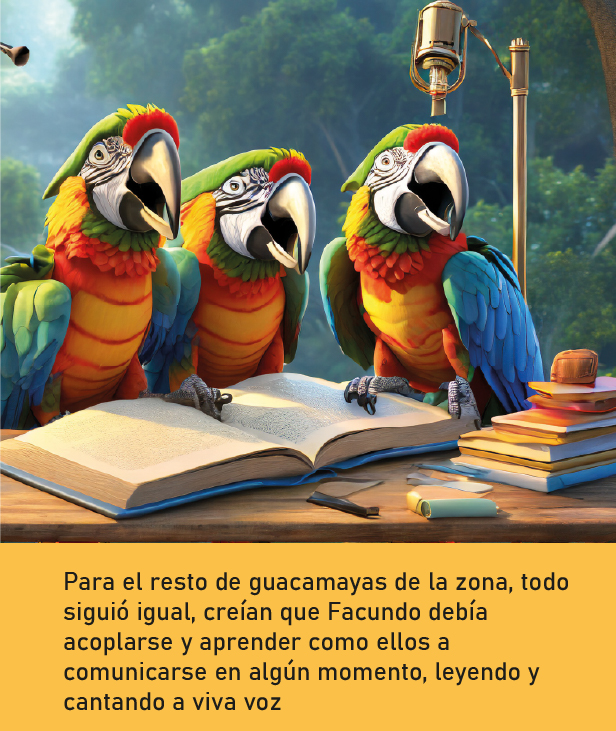 Para el resto de guacamayas de la zona, todo
siguió igual, creían que Facundo debía
acoplarse y aprender como ellos a
comunicarse en algún momento, leyendo y
cantando a viva voz